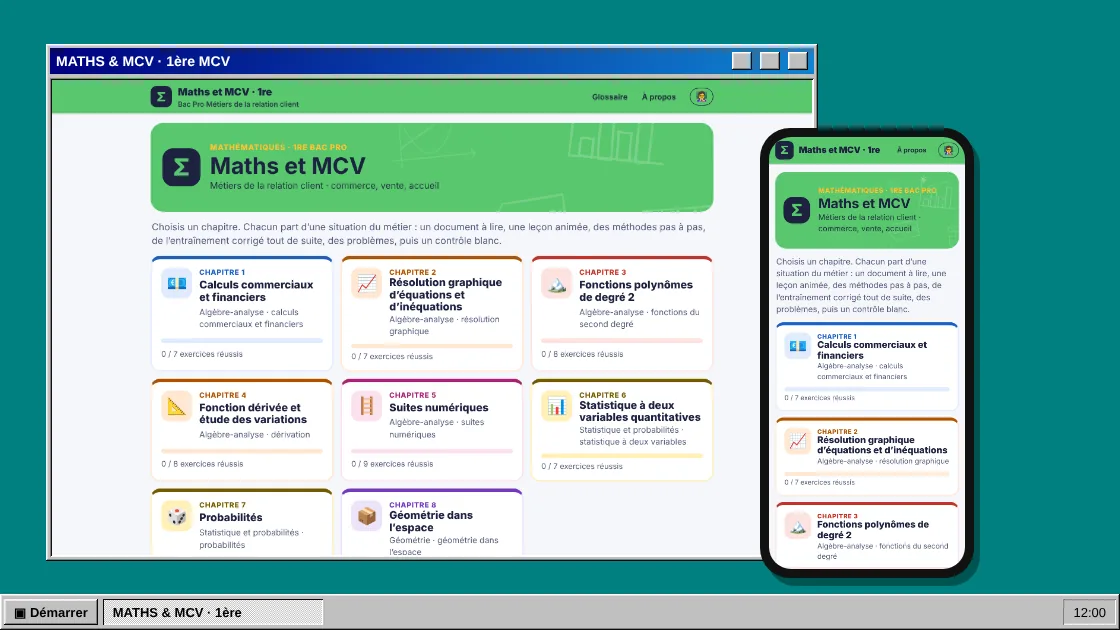 MATHS & MCV · 1ère MCV
Σ
Maths et MCV · 1re
Bac Pro Métiers de la relation client
Glossaire
À propos
MATHÉMATIQUES · 1RE BAC PRO
Σ
Maths et MCV
Métiers de la relation client · commerce, vente, accueil
Choisis un chapitre. Chacun part d'une situation du métier : un document à lire, une leçon animée, des méthodes pas à pas,
de l'entraînement corrigé tout de suite, des problèmes, puis un contrôle blanc.
CHAPITRE 1
Calculs commerciaux
et financiers
Algèbre-analyse · calculs
commerciaux et financiers
0 / 7 exercices réussis
CHAPITRE 2
Résolution graphique
d'équations et
d'inéquations
Algèbre-analyse · résolution
graphique
0 / 7 exercices réussis
CHAPITRE 3
Fonctions polynômes
de degré 2
Algèbre-analyse · fonctions du
second degré
0 / 6 exercices réussis
CHAPITRE 4
Fonction dérivée et
étude des variations
Algèbre-analyse · dérivation
0 / 8 exercices réussis
CHAPITRE 5
Suites numériques
Algèbre-analyse · suites
numériques
0 / 9 exercices réussis
CHAPITRE 6
Statistique à deux
variables quantitatives
Statistique et probabilités ·
statistique à deux variables
0 / 7 exercices réussis
CHAPITRE 7
Probabilités
Statistique et probabilités ·
probabilités
CHAPITRE 8
Géométrie dans
l'espace
Géométrie · géométrie dans
l'espace
Σ
Maths et MCV · 1re
À propos
MATHÉMATIQUES · 1RE BAC PRO
Σ
Maths et MCV
Métiers de la relation client ·
commerce, vente, accueil
Choisis un chapitre. Chacun part d'une
situation du métier : un document à lire, une
leçon animée, des méthodes pas à pas, de
l'entraînement corrigé tout de suite, des
problèmes, puis un contrôle blanc.
CHAPITRE 1
Calculs commerciaux et
financiers
Algèbre-analyse · calculs
commerciaux et financiers
0 / 7 exercices réussis
CHAPITRE 2
Résolution graphique
d'équations et d'inéquations
Algèbre-analyse · résolution graphique
0 / 7 exercices réussis
CHAPITRE 3
Fonctions polynômes de
degré 2
Algèbre-analyse · fonctions du second
degré
Démarrer
MATHS & MCV · 1ère
12:00